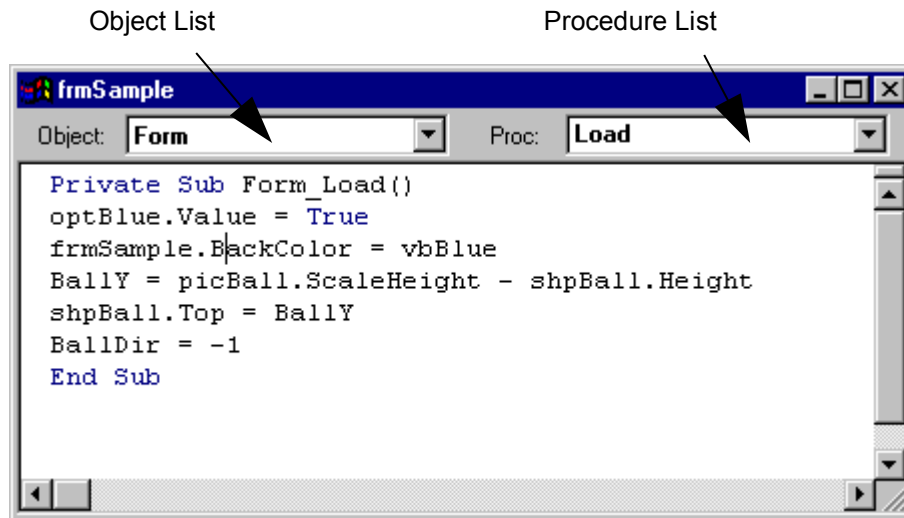 Object List Procedure List
frmSample
Object: Form Proc: Load
Private Sub Form_Load()
optBlue.Value = True
frmSample.BackColor = vbBlue
BallY = picBall.ScaleHeight - shpBall.Height
shpBall.Top = BallY
BallDir = -1
End Sub